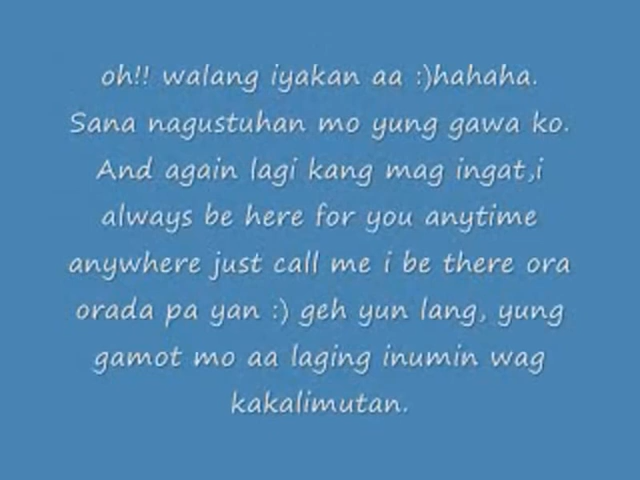 oh!! walang iyakan aa :)hahaha.
Sana nagustuhan mo yung gawa ko.
And again lagi kang mag ingat,i
always be here for you anytime
anywhere just call me i be there ora
orada pa yan :) geh yun lang, yung
gamot mo aa laging inumin wag
kakalimutan.